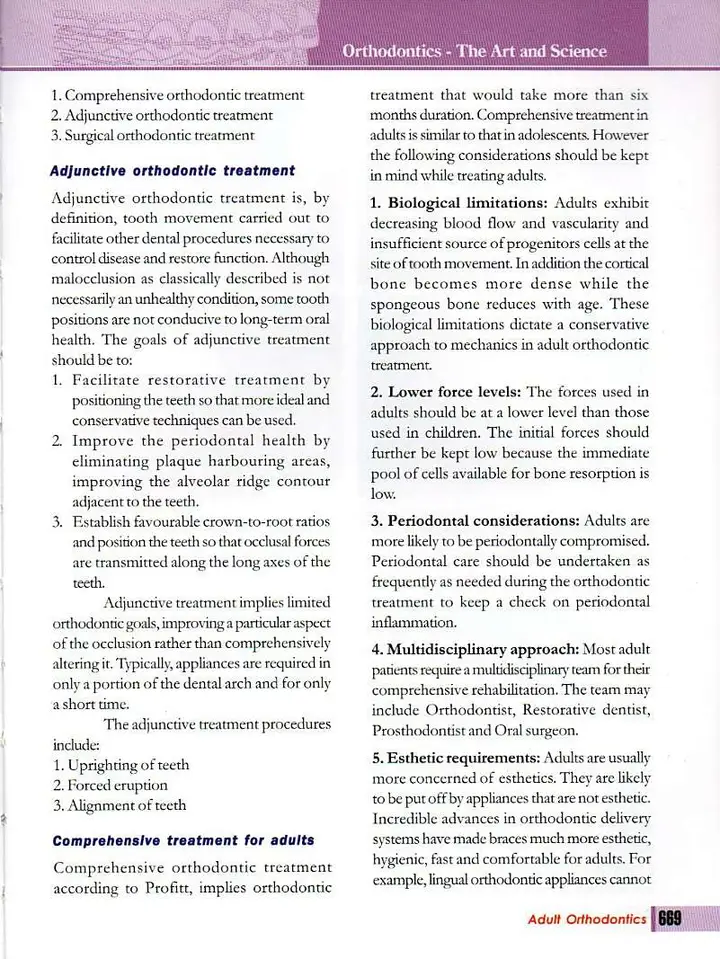 Orthodontics - The Art and Science
1. Comprehensive orthodontic treatment
2. Adjunctive orthodontic treatment
3. Surgical orthodontic treatment
Adjunctive orthodontic treatment
Adjunctive orthodontic treatment is, by
definition, tooth movement carried out to
facilitate other dental procedures necessary to
control disease and restore function. Although
malocclusion as classically described is not
necessarily an unhealthy condition, some tooth
positions are not conducive to long-term oral
health. The goals of adjunctive treatment
should be to:
1. Facilitate restorative treatment by
positioning the teeth so that more ideal and
conservative techniques can be used.
2. Improve the periodontal health by
eliminating plaque harbouring areas,
improving the alveolar ridge contour
adjacent to the teeth.
3. Establish favourable crown-to-root ratios
and position the teeth so that occlusal forces
are transmitted along the long axes of the
teeth.
Adjunctive treatment implies limited
orthodontic goals, improving a particular aspect
of the occlusion rather than comprehensively
altering it. Typically, appliances are required in
only a portion of the dental arch and for only
a short time.
The adjunctive treatment procedures
include:
1. Uprighting of teeth
2. Forced eruption
3. Alignment of teeth
Comprehensive treatment for adults
Comprehensive orthodontic treatment
according to Profitt, implies orthodontic
treatment that would take more than six
months duration. Comprehensive treatment in
adults is similar to that in adolescents. However
the following considerations should be kept
in mind while treating adults.
1. Biological limitations: Adults exhibit
decreasing blood flow and vascularity and
insufficient source of progenitors cells at the
site of tooth movement. In addition the cortical
bone becomes more dense while the
spongeous bone reduces with age. These
biological limitations dictate a conservative
approach to mechanics in adult orthodontic
treatment.
2. Lower force levels: The forces used in
adults should be at a lower level than those
used in children. The initial forces should
further be kept low because the immediate
pool of cells available for bone resorption is
low.
3. Periodontal considerations: Adults are
more likely to be periodontally compromised.
Periodontal care should be undertaken as
frequently as needed during the orthodontic
treatment to keep a check on periodontal
inflammation.
4. Multidisciplinary approach: Most adult
patients require a multidisciplinary team for their
comprehensive rehabilitation. The team may
include Orthodontist, Restorative dentist,
Prosthodontist and Oral surgeon.
5. Esthetic requirements: Adults are usually
more concerned of esthetics. They are likely
to be put off by appliances that are not esthetic.
Incredible advances in orthodontic delivery
systems have made braces much more esthetic,
hygienic, fast and comfortable for adults. For
example, lingual orthodontic appliances cannot
Adult Orthodontics 669